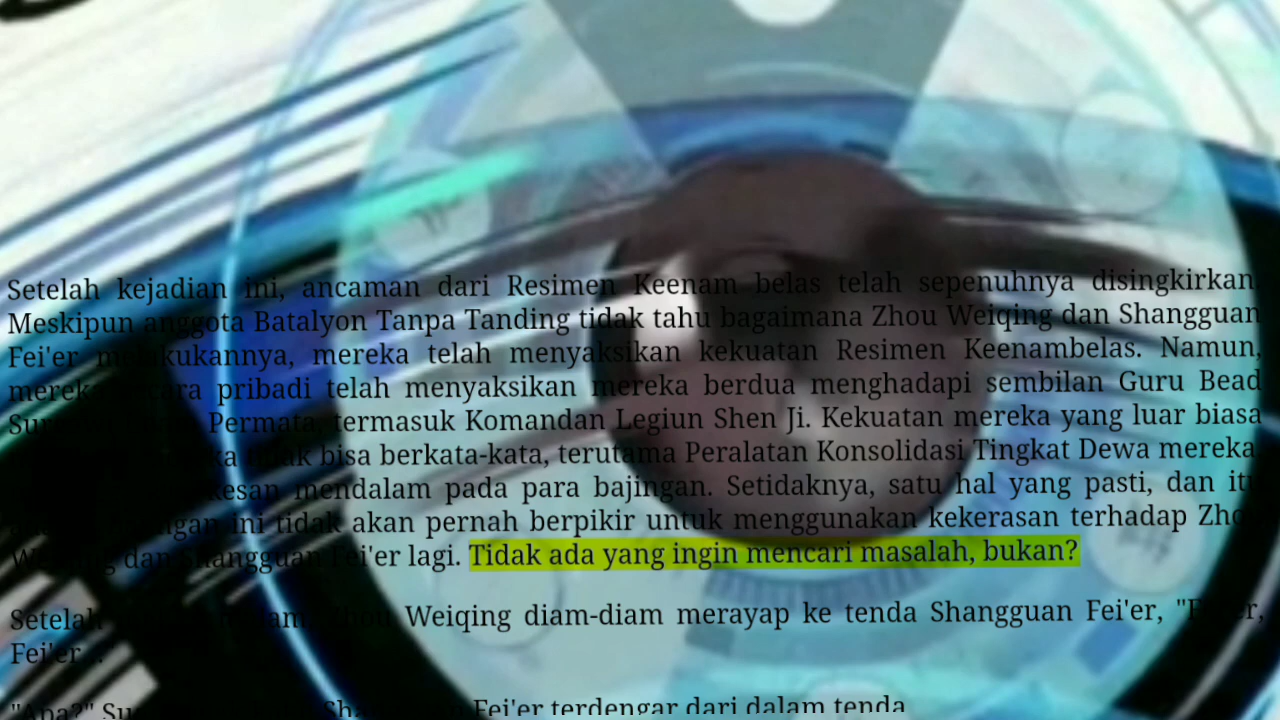 Setelah kejadian ini, ancaman dari Resimen Keenam belas telah sepenuhnya disingkirkan.
Meskipun anggota Batalyon Tanpa Tanding tidak tahu bagaimana Zhou Weiqing dan Shangguan
Fei'er melakukannya, mereka telah menyaksikan kekuatan Resimen Keenambelas. Namun,
mereka secara pribadi telah menyaksikan mereka berdua menghadapi sembilan Guru Bead
Permata, termasuk Komandan Legiun Shen Ji. Kekuatan mereka yang luar biasa
tidak bisa berkata-kata, terutama Peralatan Konsolidasi Tingkat Dewa mereka
kesan mendalam pada para bajingan. Setidaknya, satu hal yang pasti, dan itu
ini tidak akan pernah berpikir untuk menggunakan kekerasan terhadap Zhou
Weiqing dan Shangguan Fei'er lagi. Tidak ada yang ingin mencari masalah, bukan?
Setelah Zhou Weiqing diam-diam merayap ke tenda Shangguan Fei'er,
Fei'er
"Apa?" Fei'er terdengar dari dalam tenda